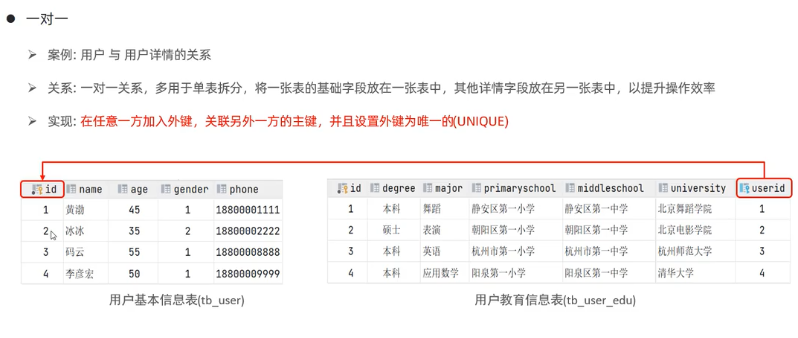 ● 一对一
➢ 案例: 用户 与 用户详情的关系
➢ 关系: 一对一关系，多用于单表拆分，将一张表的基础字段放在一张表中，其他详情字段放在另一张表中，以提升操作效率
➢ 实现: 在任意一方加入外键，关联另外一方的主键，并且设置外键为唯一的(UNIQUE)
id name age gender phone
1 黄渤 45 1 18800001111
2 冰冰 35 2 18800002222
3 码云 55 1 18800008888
4 李彦宏 50 1 18800009999
用户基本信息表(tb_user)
id degree major primaryschool middleschool university userid
1 本科 舞蹈 静安区第一小学 静安区第一中学 北京舞蹈学院 1
2 硕士 表演 朝阳区第一小学 朝阳区第一中学 北京电影学院 2
3 本科 英语 杭州市第一小学 杭州市第一中学 杭州师范大学 3
4 本科 应用数学 阳泉第一小学 阳泉区第一中学 清华大学 4
用户教育信息表(tb_user_edu)